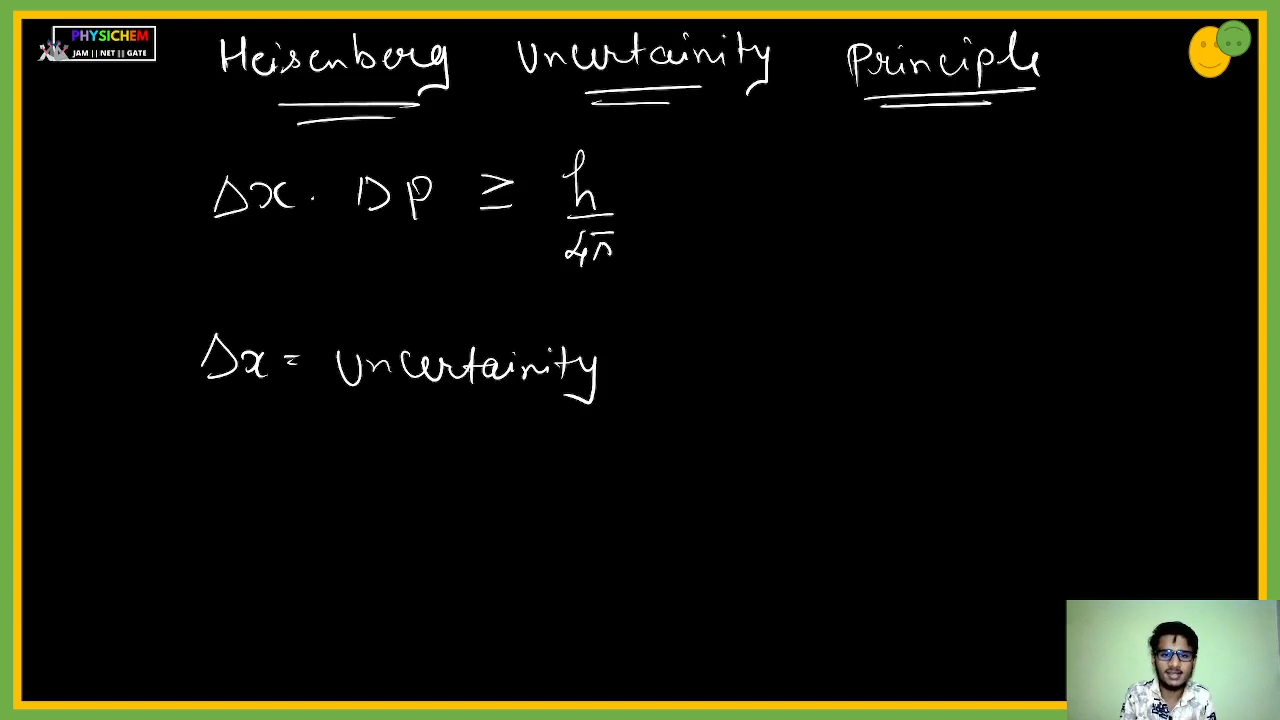 PHYSICHEM
JAM || NET || GATE
Heisenberg Uncertainity Principle
Δx . Δp ≥ h/4π
Δx = Uncertainity